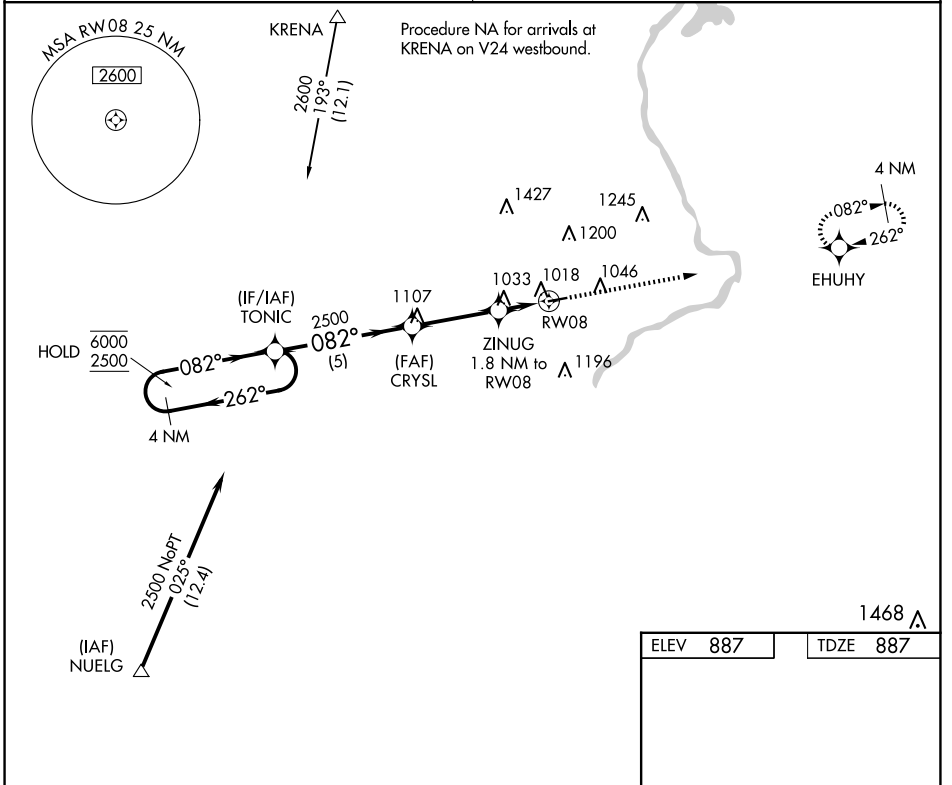 MSA RW08 25 NM
2600
KRENA
Procedure NA for arrivals at
KRENA on V24 westbound.
2600
193°
(12.1)
1427
1245
1200
4 NM
082°
262°
EHUHY
1033
1018
1046
1107
(IF/IAF)
TONIC
2500
082°
(5)
RW08
HOLD 6000
2500
082°
262°
4 NM
(FAF)
CRYSL
ZINUG
1.8 NM to
RW08
1196
2500 NoPT
025°
(12.4)
(IAF)
NUELG
1468
ELEV 887
TDZE 887